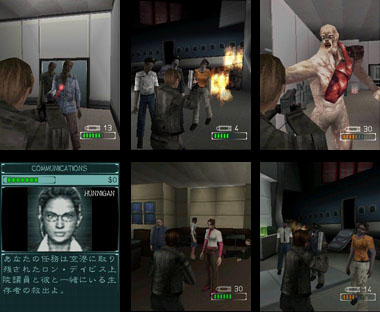 13
4
30
COMMUNICATIONS
$0
HUNNIGAN
あなたの任務は空港に取り
残されたロン・デイビス上
院議員と彼と一緒にいる生
存者の救出よ。
30
14